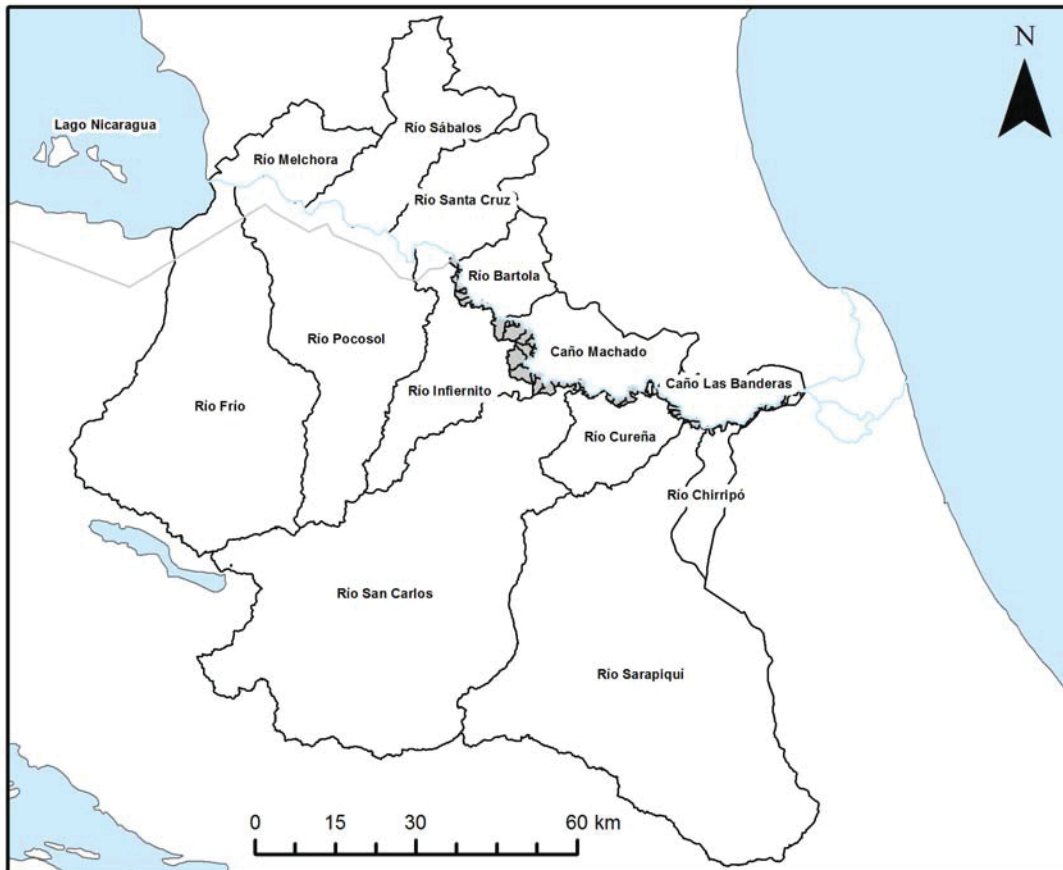 N
Lago Nicaragua
Río Sábalos
Río Melchora
Río Santa Cruz
Río Bartola
Río Pocosol
Caño Machado
Caño Las Banderas
Río Infiernito
Río Frío
Río Cureña
Río Chirripó
Río San Carlos
Río Sarapiquí
0 15 30 60 km